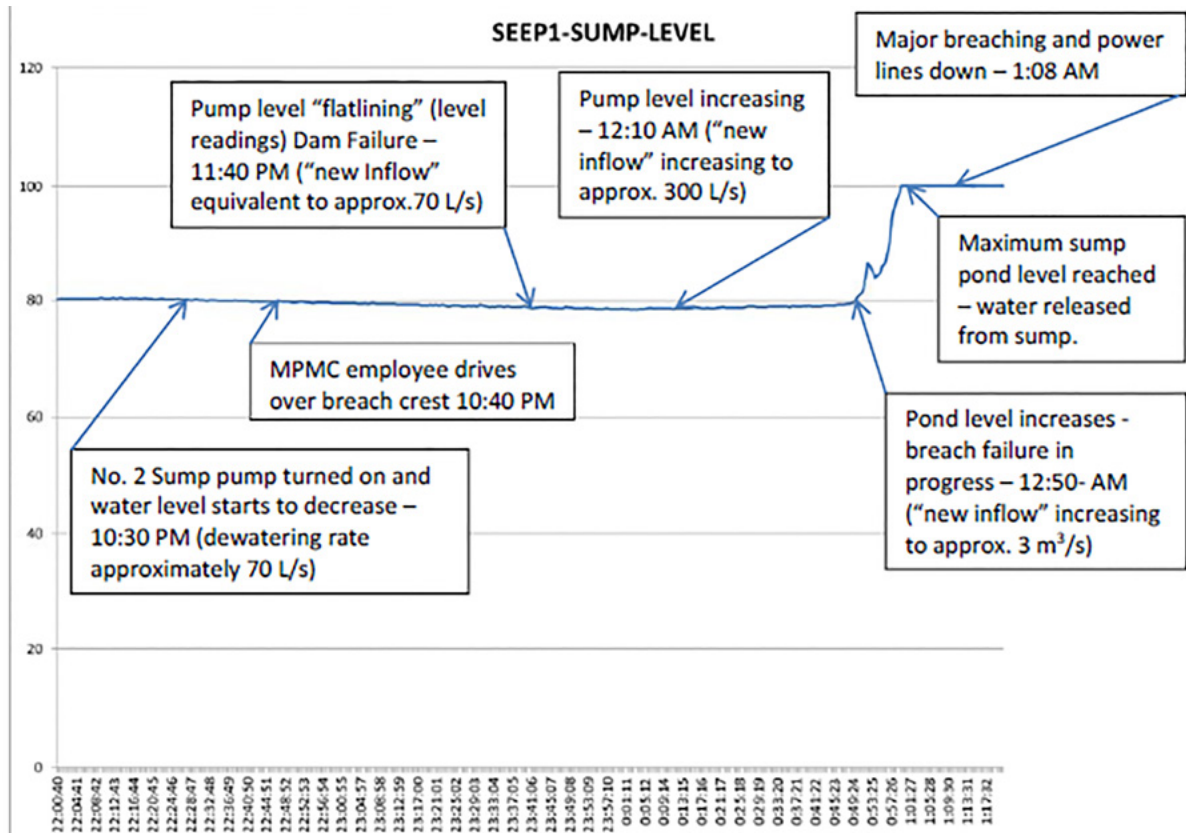 SEEP1-SUMP-LEVEL
Major breaching and power
lines down – 1:08 AM
Pump level “flatlining” (level
readings) Dam Failure –
11:40 PM (“new Inflow”
equivalent to approx.70 L/s)
Pump level increasing
– 12:10 AM (“new
inflow” increasing to
approx. 300 L/s)
Maximum sump
pond level reached
– water released
from sump.
MPMC employee drives
over breach crest 10:40 PM
No. 2 Sump pump turned on and
water level starts to decrease –
10:30 PM (dewatering rate
approximately 70 L/s)
Pond level increases -
breach failure in
progress – 12:50- AM
(“new inflow” increasing
to approx. 3 m³/s)
120
100
80
60
40
20
0
22:00:40
22:04:41
22:08:42
22:12:43
22:16:44
22:20:45
22:24:46
22:28:47
22:32:48
22:36:49
22:40:50
22:44:51
22:48:52
22:52:53
22:56:54
23:00:55
23:04:57
23:08:58
23:12:59
23:17:00
23:21:01
23:25:02
23:29:03
23:33:04
23:37:05
23:41:06
23:45:07
23:49:08
23:53:09
23:57:10
0:01:11
0:05:12
0:09:14
0:13:15
0:17:16
0:21:17
0:25:18
0:29:19
0:33:20
0:37:21
0:41:22
0:45:23
0:49:24
0:53:25
0:57:26
1:01:27
1:05:28
1:09:30
1:13:31
1:17:32